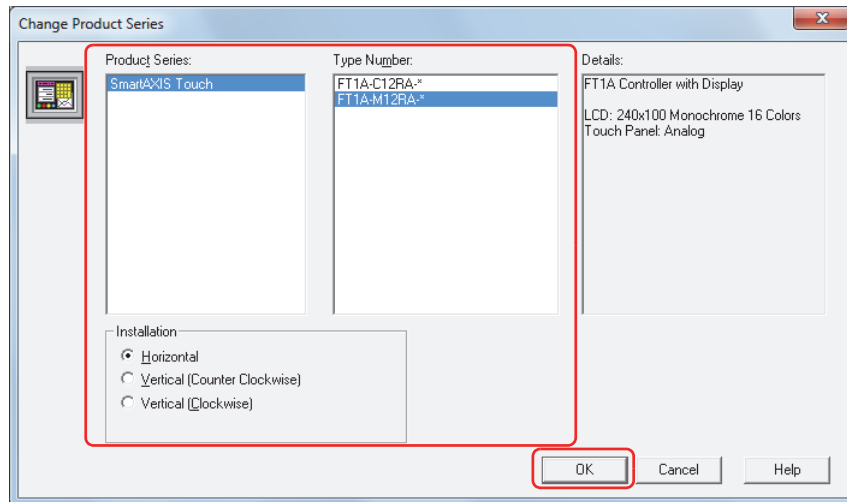 Change Product Series
Product Series:
SmartAXIS Touch
Type Number:
FT1A-C12RA-*
FT1A-M12RA-*
Details:
FT1A Controller with Display
LCD: 240x100 Monochrome 16 Colors
Touch Panel: Analog
Installation
Horizontal
Vertical (Counter Clockwise)
Vertical (Clockwise)
OK
Cancel
Help